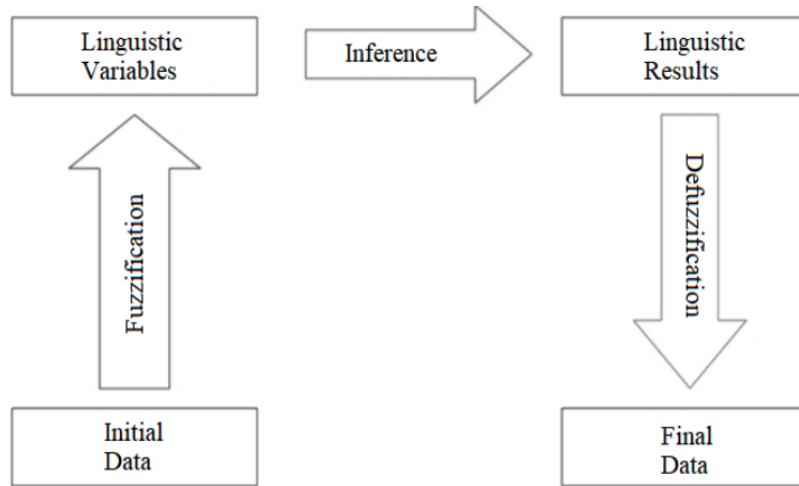 Linguistic
Variables
Inference
Linguistic
Results
Fuzzification
Defuzzification
Initial
Data
Final
Data